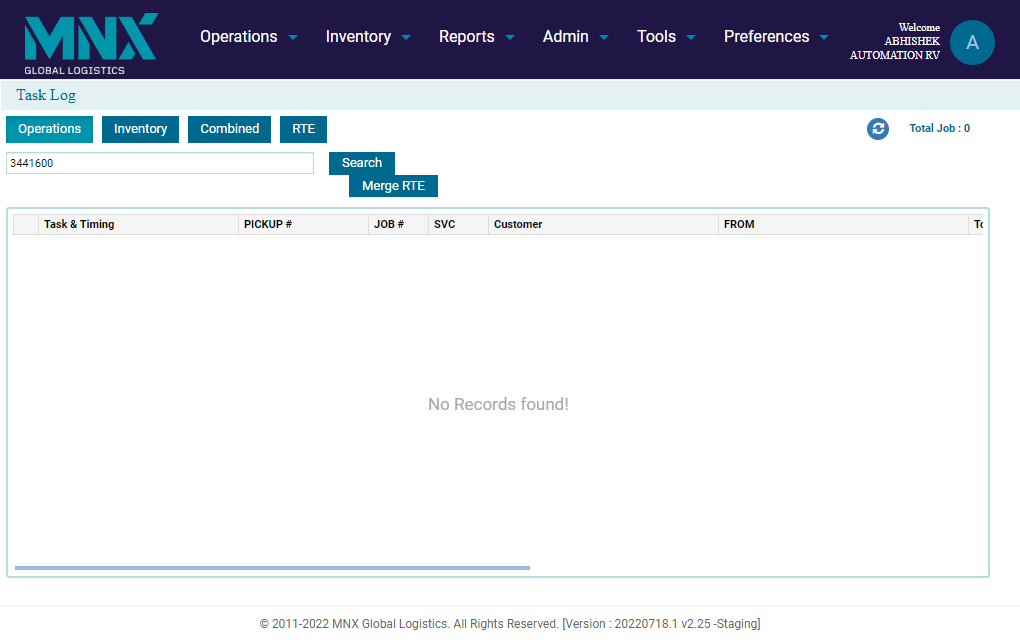 MNX
GLOBAL LOGISTICS
Operations Inventory Reports Admin Tools Preferences
Welcome
ABHISHEK
AUTOMATION RV
A
Task Log
Operations Inventory Combined RTE
Total Job : 0
3441600
Search
Merge RTE
Task & Timing PICKUP # JOB # SVC Customer FROM
No Records found!
© 2011-2022 MNX Global Logistics. All Rights Reserved. [Version : 20220718.1 v2.25 -Staging]